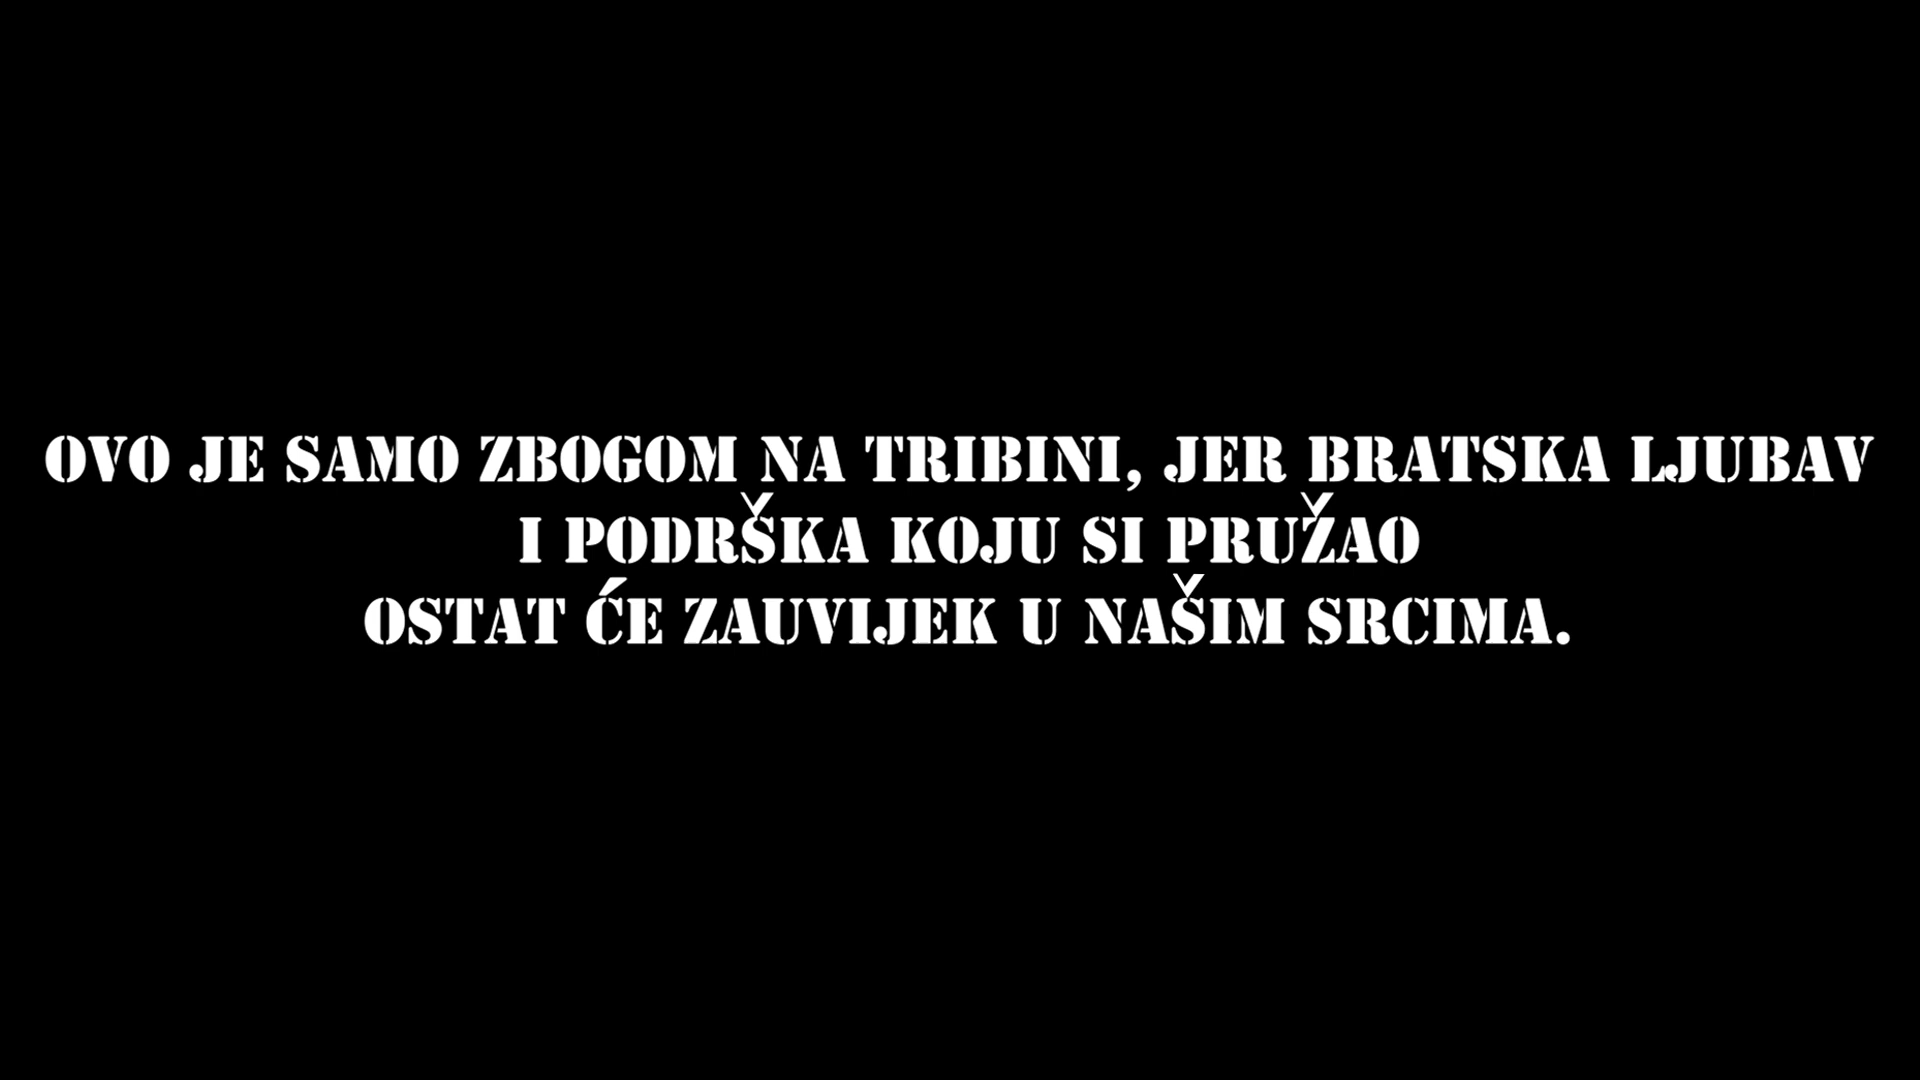 OVO JE SAMO ZBOGOM NA TRIBINI, JER BRATSKA LJUBAV
I PODRŠKA KOJU SI PRUŽAO
OSTAT ĆE ZAUVIJEK U NAŠIM SRCIMA.